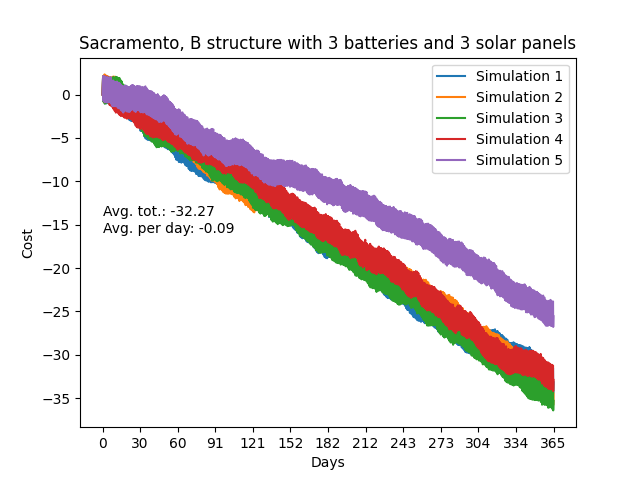 Sacramento, B structure with 3 batteries and 3 solar panels
Simulation 1
Simulation 2
Simulation 3
Simulation 4
Simulation 5
Avg. tot.: -32.27
Avg. per day: -0.09
Cost
0
−5
−10
−15
−20
−25
−30
−35
0 30 60 91 121 152 182 212 243 273 304 334 365
Days